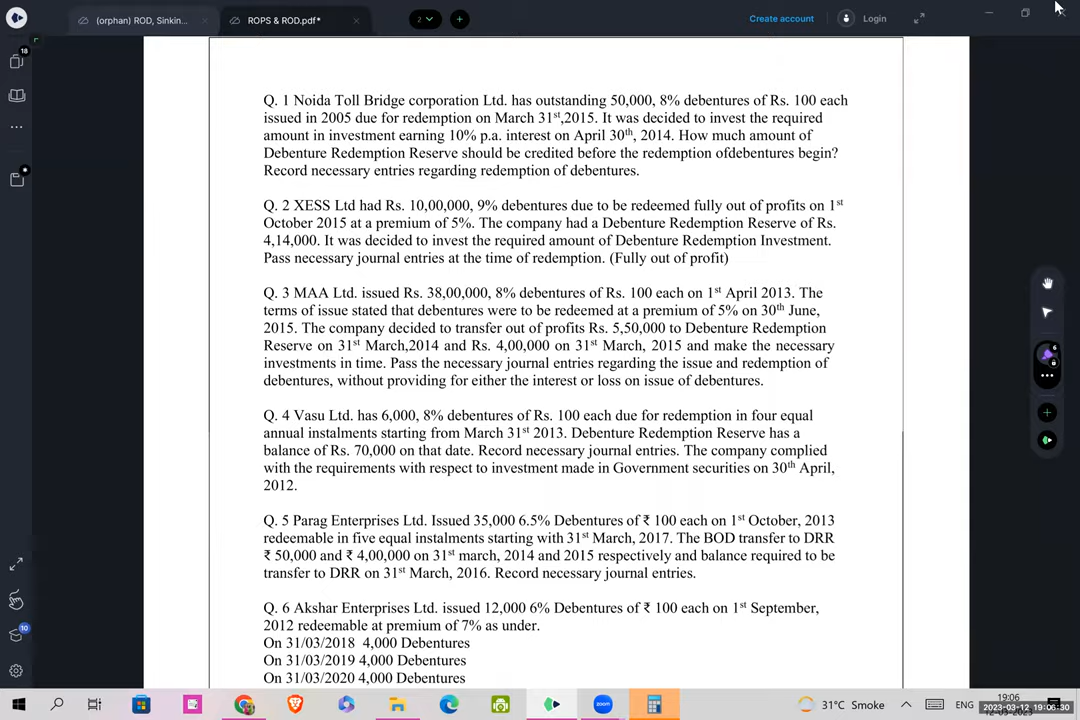 (orphan) ROD, Sinkin...
ROPS & ROD.pdf*
2
Create account
Login
18
Q. 1 Noida Toll Bridge corporation Ltd. has outstanding 50,000, 8% debentures of Rs. 100 each
issued in 2005 due for redemption on March 31st,2015. It was decided to invest the required
amount in investment earning 10% p.a. interest on April 30th, 2014. How much amount of
Debenture Redemption Reserve should be credited before the redemption ofdebentures begin?
Record necessary entries regarding redemption of debentures.
Q. 2 XESS Ltd had Rs. 10,00,000, 9% debentures due to be redeemed fully out of profits on 1st
October 2015 at a premium of 5%. The company had a Debenture Redemption Reserve of Rs.
4,14,000. It was decided to invest the required amount of Debenture Redemption Investment.
Pass necessary journal entries at the time of redemption. (Fully out of profit)
Q. 3 MAA Ltd. issued Rs. 38,00,000, 8% debentures of Rs. 100 each on 1st April 2013. The
terms of issue stated that debentures were to be redeemed at a premium of 5% on 30th June,
2015. The company decided to transfer out of profits Rs. 5,50,000 to Debenture Redemption
Reserve on 31st March,2014 and Rs. 4,00,000 on 31st March, 2015 and make the necessary
investments in time. Pass the necessary journal entries regarding the issue and redemption of
debentures, without providing for either the interest or loss on issue of debentures.
6
Q. 4 Vasu Ltd. has 6,000, 8% debentures of Rs. 100 each due for redemption in four equal
annual instalments starting from March 31st 2013. Debenture Redemption Reserve has a
balance of Rs. 70,000 on that date. Record necessary journal entries. The company complied
with the requirements with respect to investment made in Government securities on 30th April,
2012.
Q. 5 Parag Enterprises Ltd. Issued 35,000 6.5% Debentures of ₹ 100 each on 1st October, 2013
redeemable in five equal instalments starting with 31st March, 2017. The BOD transfer to DRR
₹ 50,000 and ₹ 4,00,000 on 31st march, 2014 and 2015 respectively and balance required to be
transfer to DRR on 31st March, 2016. Record necessary journal entries.
Q. 6 Akshar Enterprises Ltd. issued 12,000 6% Debentures of ₹ 100 each on 1st September,
2012 redeemable at premium of 7% as under.
10
On 31/03/2018 4,000 Debentures
On 31/03/2019 4,000 Debentures
On 31/03/2020 4,000 Debentures
zoom
31°C Smoke
ENG
19:06
2023-03-12 19:06:30